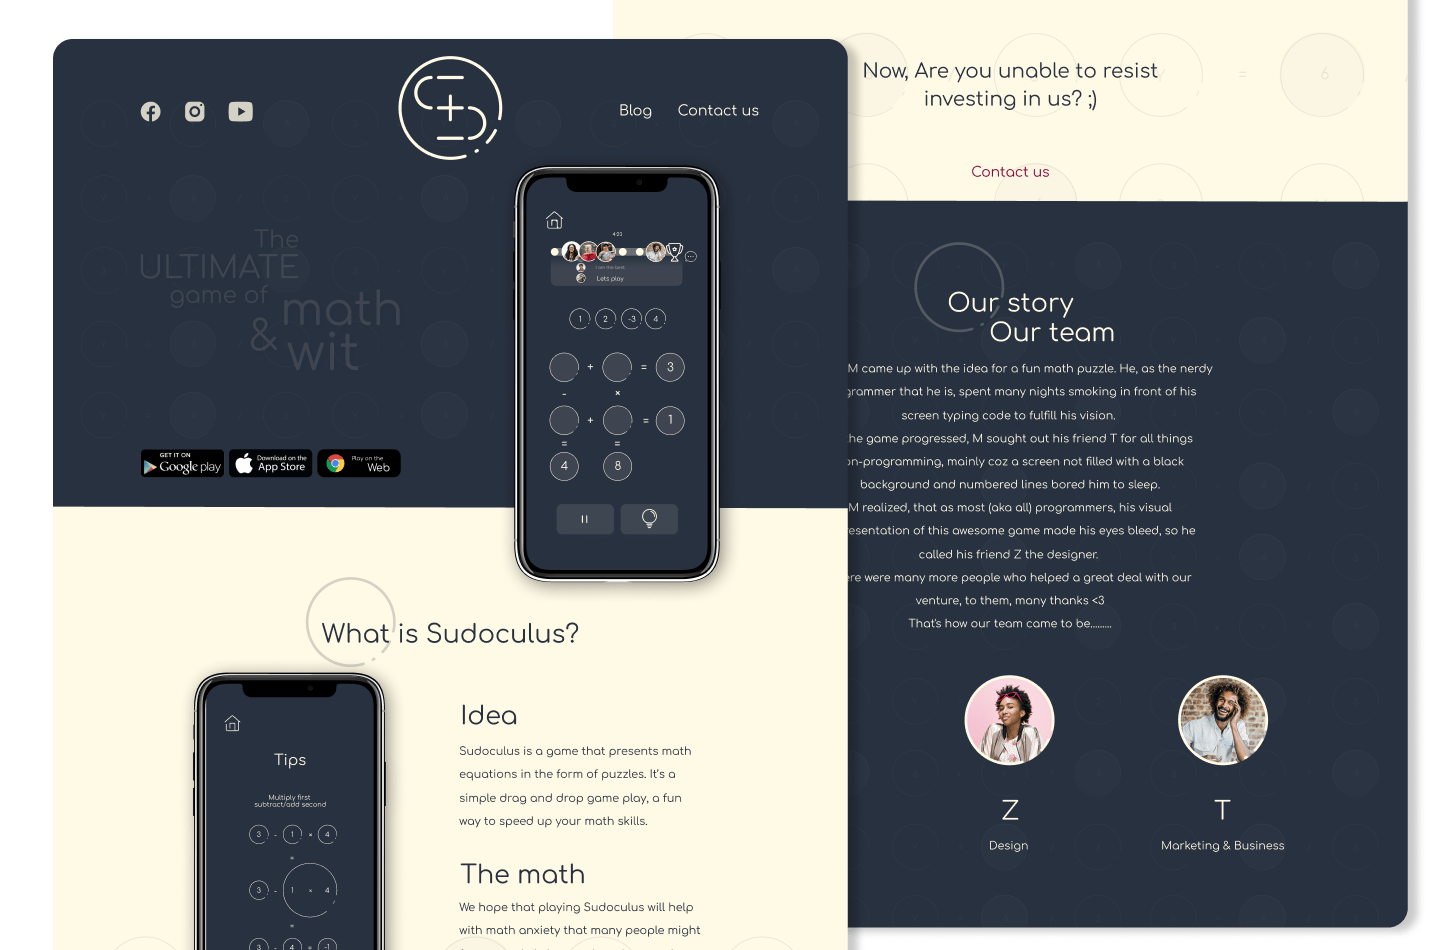 Blog Contact us
The
ULTIMATE
game of
math
& wit
GET IT ON
Google play
Download on the
App Store
Play on the
Web
4:23
I am the best
Lets play
1 2 -3 4
+ = 3
- ×
+ = 1
= =
4 8
What is Sudoculus?
Tips
Multiply first
subtract/add second
3 - 1 × 4
=
3 - 1 × 4
=
3 - 4 = -1
Idea
Sudoculus is a game that presents math
equations in the form of puzzles. It's a
simple drag and drop game play, a fun
way to speed up your math skills.
The math
We hope that playing Sudoculus will help
with math anxiety that many people might
Now, Are you unable to resist
investing in us? ;)
= 6
Contact us
Our story
Our team
M came up with the idea for a fun math puzzle. He, as the nerdy
grammer that he is, spent many nights smoking in front of his
screen typing code to fulfill his vision.
he game progressed, M sought out his friend T for all things
on-programming, mainly coz a screen not filled with a black
background and numbered lines bored him to sleep.
M realized, that as most (aka all) programmers, his visual
resentation of this awesome game made his eyes bleed, so he
called his friend Z the designer.
ere were many more people who helped a great deal with our
venture, to them, many thanks <3
That's how our team came to be.........
Z
Design
T
Marketing & Business